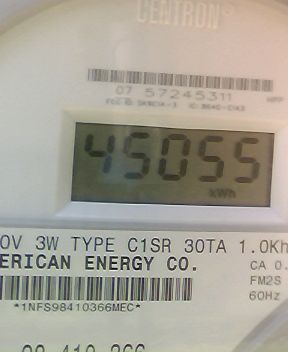 CENTRON
07 57245311
45055
kWh
0V 3W TYPE C1SR 30TA 1.0Kh
ERICAN ENERGY CO.
CA 0.
FM2S
60Hz
*1NFS98410366MEC*